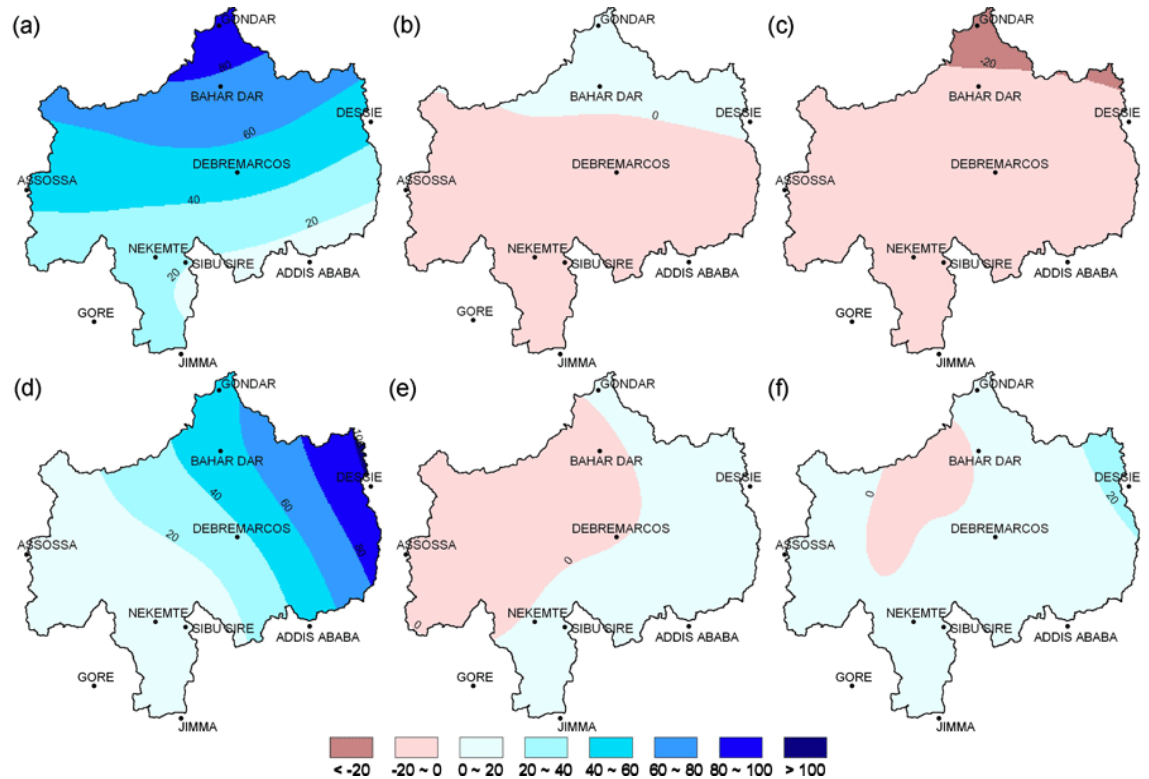 (a)
GONDAR
80
BAHAR DAR
DESSIE
60
DEBREMARCOS
ASSOSSA
40
20
NEKEMTE
SIBU SIRE
ADDIS ABABA
20
GORE
JIMMA
(b)
GONDAR
BAHAR DAR
DESSIE
0
DEBREMARCOS
ASSOSSA
NEKEMTE
SIBU SIRE
ADDIS ABABA
GORE
JIMMA
(c)
GONDAR
-20
BAHAR DAR
DESSIE
DEBREMARCOS
ASSOSSA
NEKEMTE
SIBU SIRE
ADDIS ABABA
GORE
JIMMA
(d)
GONDAR
BAHAR DAR
DESSIE
40
60
20
DEBREMARCOS
80
ASSOSSA
NEKEMTE
SIBU SIRE
ADDIS ABABA
GORE
JIMMA
(e)
GONDAR
BAHAR DAR
DESSIE
DEBREMARCOS
ASSOSSA
0
NEKEMTE
0
SIBU SIRE
ADDIS ABABA
GORE
JIMMA
(f)
GONDAR
BAHAR DAR
DESSIE
0
20
DEBREMARCOS
ASSOSSA
NEKEMTE
SIBU SIRE
ADDIS ABABA
GORE
JIMMA
< -20 -20 ~ 0 0 ~ 20 20 ~ 40 40 ~ 60 60 ~ 80 80 ~ 100 > 100